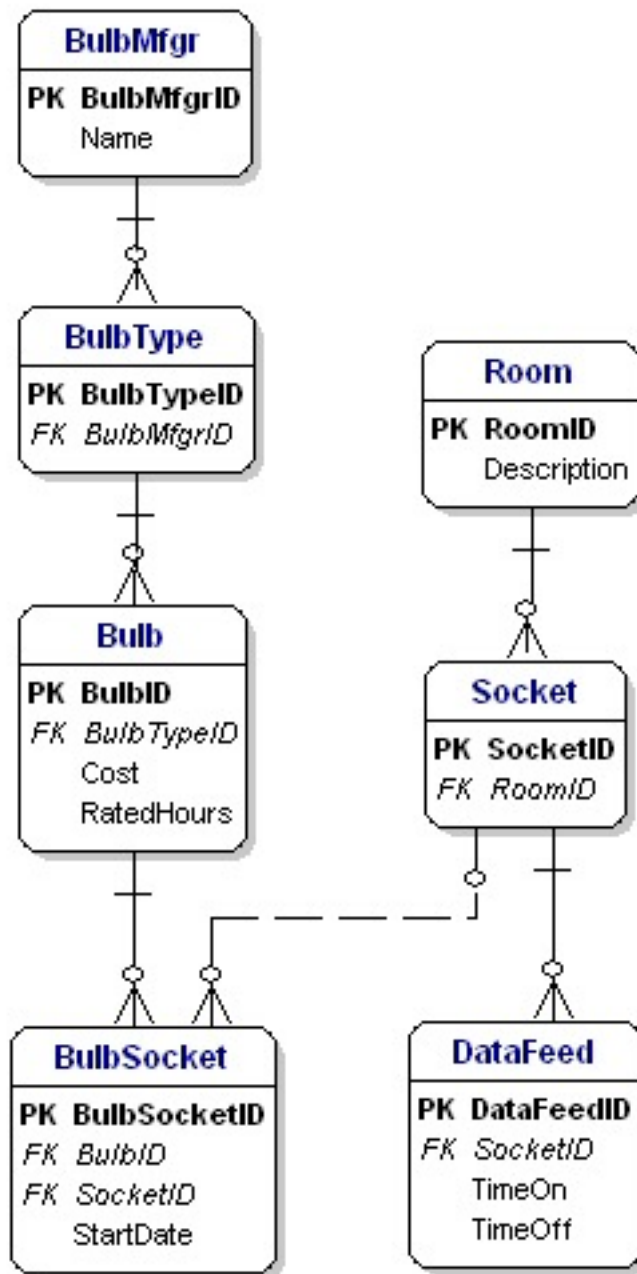 BulbMfgr
PK BulbMfgrID
Name
BulbType
PK BulbTypeID
FK BulbMfgrID
Bulb
PK BulbID
FK BulbTypeID
Cost
RatedHours
BulbSocket
PK BulbSocketID
FK BulbID
FK SocketID
StartDate
Room
PK RoomID
Description
Socket
PK SocketID
FK RoomID
DataFeed
PK DataFeedID
FK SocketID
TimeOn
TimeOff